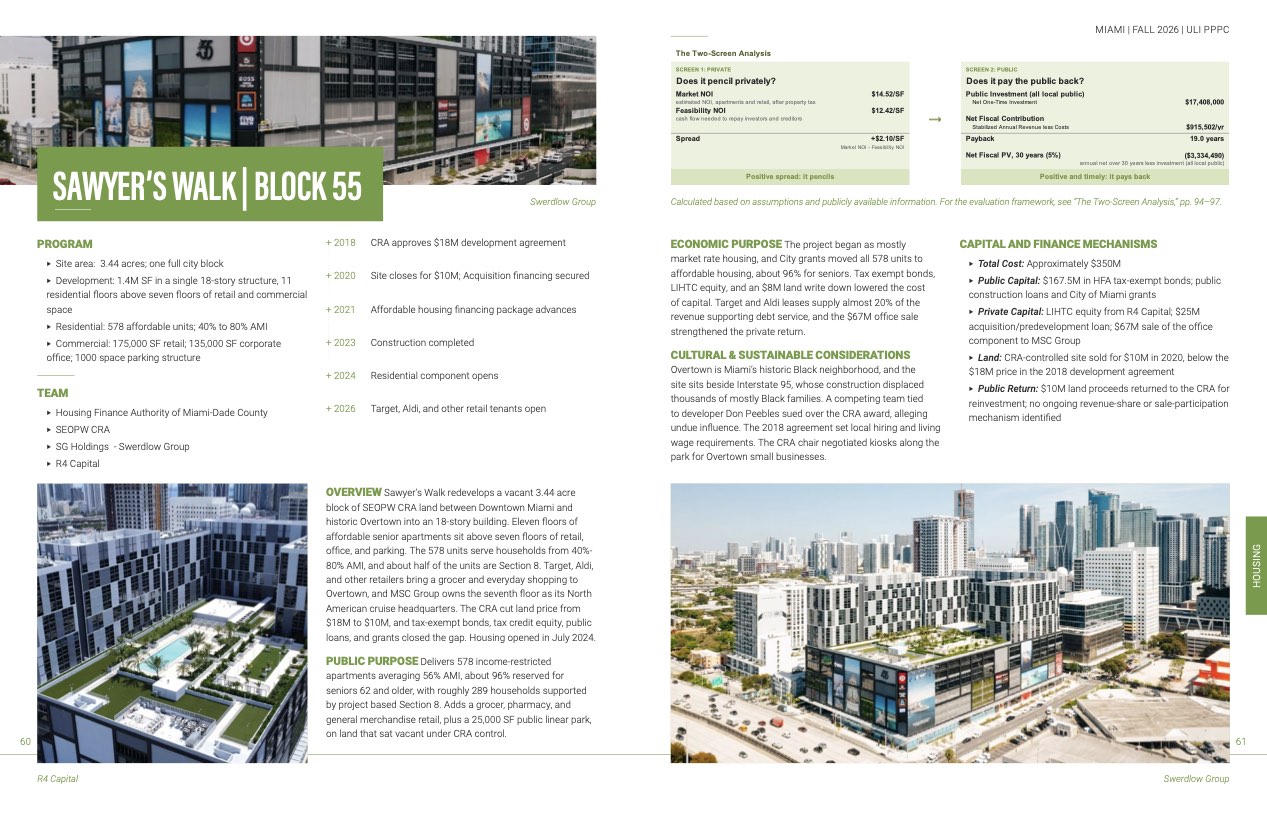 SAWYER'S WALK | BLOCK 55
Swerdlow Group
PROGRAM
‣ Site area: 3.44 acres; one full city block
‣ Development: 1.4M SF in a single 18-story structure, 11
residential floors above seven floors of retail and commercial
space
‣ Residential: 578 affordable units; 40% to 80% AMI
‣ Commercial: 175,000 SF retail; 135,000 SF corporate
office; 1000 space parking structure
TEAM
‣ Housing Finance Authority of Miami-Dade County
‣ SEOPW CRA
‣ SG Holdings - Swerdlow Group
‣ R4 Capital
+ 2018 CRA approves $18M development agreement
+ 2020 Site closes for $10M; Acquisition financing secured
+ 2021 Affordable housing financing package advances
+ 2023 Construction completed
+ 2024 Residential component opens
+ 2026 Target, Aldi, and other retail tenants open
OVERVIEW Sawyer's Walk redevelops a vacant 3.44 acre
block of SEOPW CRA land between Downtown Miami and
historic Overtown into an 18-story building. Eleven floors of
affordable senior apartments sit above seven floors of retail,
office, and parking. The 578 units serve households from 40%-
80% AMI, and about half of the units are Section 8. Target, Aldi,
and other retailers bring a grocer and everyday shopping to
Overtown, and MSC Group owns the seventh floor as its North
American cruise headquarters. The CRA cut land price from
$18M to $10M, and tax-exempt bonds, tax credit equity, public
loans, and grants closed the gap. Housing opened in July 2024.
PUBLIC PURPOSE Delivers 578 income-restricted
apartments averaging 56% AMI, about 96% reserved for
seniors 62 and older, with roughly 289 households supported
by project based Section 8. Adds a grocer, pharmacy, and
general merchandise retail, plus a 25,000 SF public linear park,
on land that sat vacant under CRA control.
60
R4 Capital
MIAMI | FALL 2026 | ULI PPPC
The Two-Screen Analysis
SCREEN 1: PRIVATE
Does it pencil privately?
Market NOI $14.52/SF
estimated NOI, apartments and retail, after property tax
Feasibility NOI $12.42/SF
cash flow needed to repay investors and creditors
Spread +$2.10/SF
Market NOI - Feasibility NOI
Positive spread: it pencils
→
SCREEN 2: PUBLIC
Does it pay the public back?
Public Investment (all local public)
Net One-Time Investment $17,408,000
Net Fiscal Contribution
Stabilized Annual Revenue less Costs $915,502/yr
Payback 19.0 years
Net Fiscal PV, 30 years (5%) ($3,334,490)
annual net over 30 years less investment (all local public)
Positive and timely: it pays back
Calculated based on assumptions and publicly available information. For the evaluation framework, see "The Two-Screen Analysis," pp. 94–97.
ECONOMIC PURPOSE The project began as mostly
market rate housing, and City grants moved all 578 units to
affordable housing, about 96% for seniors. Tax exempt bonds,
LIHTC equity, and an $8M land write down lowered the cost
of capital. Target and Aldi leases supply almost 20% of the
revenue supporting debt service, and the $67M office sale
strengthened the private return.
CULTURAL & SUSTAINABLE CONSIDERATIONS
Overtown is Miami's historic Black neighborhood, and the
site sits beside Interstate 95, whose construction displaced
thousands of mostly Black families. A competing team tied
to developer Don Peebles sued over the CRA award, alleging
undue influence. The 2018 agreement set local hiring and living
wage requirements. The CRA chair negotiated kiosks along the
park for Overtown small businesses.
CAPITAL AND FINANCE MECHANISMS
‣ Total Cost: Approximately $350M
‣ Public Capital: $167.5M in HFA tax-exempt bonds; public
construction loans and City of Miami grants
‣ Private Capital: LIHTC equity from R4 Capital; $25M
acquisition/predevelopment loan; $67M sale of the office
component to MSC Group
‣ Land: CRA-controlled site sold for $10M in 2020, below the
$18M price in the 2018 development agreement
‣ Public Return: $10M land proceeds returned to the CRA for
reinvestment; no ongoing revenue-share or sale-participation
mechanism identified
HOUSING
61
Swerdlow Group